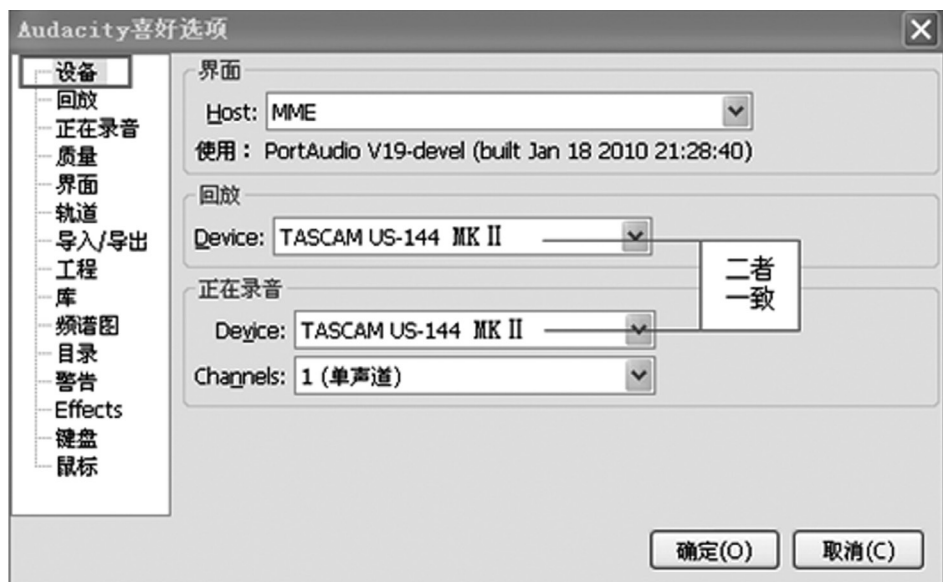 Audacity喜好选项
设备
回放
正在录音
质量
界面
轨道
导入/导出
工程
库
频谱图
目录
警告
Effects
键盘
鼠标
界面
Host: MME
使用： PortAudio V19-devel (built Jan 18 2010 21:28:40)
回放
Device: TASCAM US-144 MK II
正在录音
Device: TASCAM US-144 MK II
Channels: 1 (单声道)
二者
一致
确定(O)
取消(C)